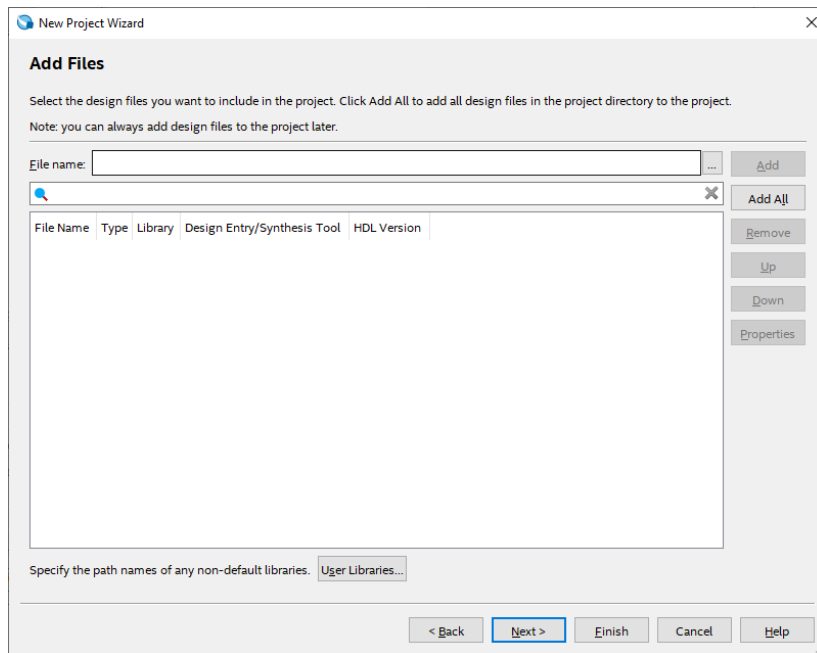 New Project Wizard
Add Files
Select the design files you want to include in the project. Click Add All to add all design files in the project directory to the project.
Note: you can always add design files to the project later.
File name:
...
Add
Add All
File Name Type Library Design Entry/Synthesis Tool HDL Version
Remove
Up
Down
Properties
Specify the path names of any non-default libraries. User Libraries...
< Back Next > Finish Cancel Help